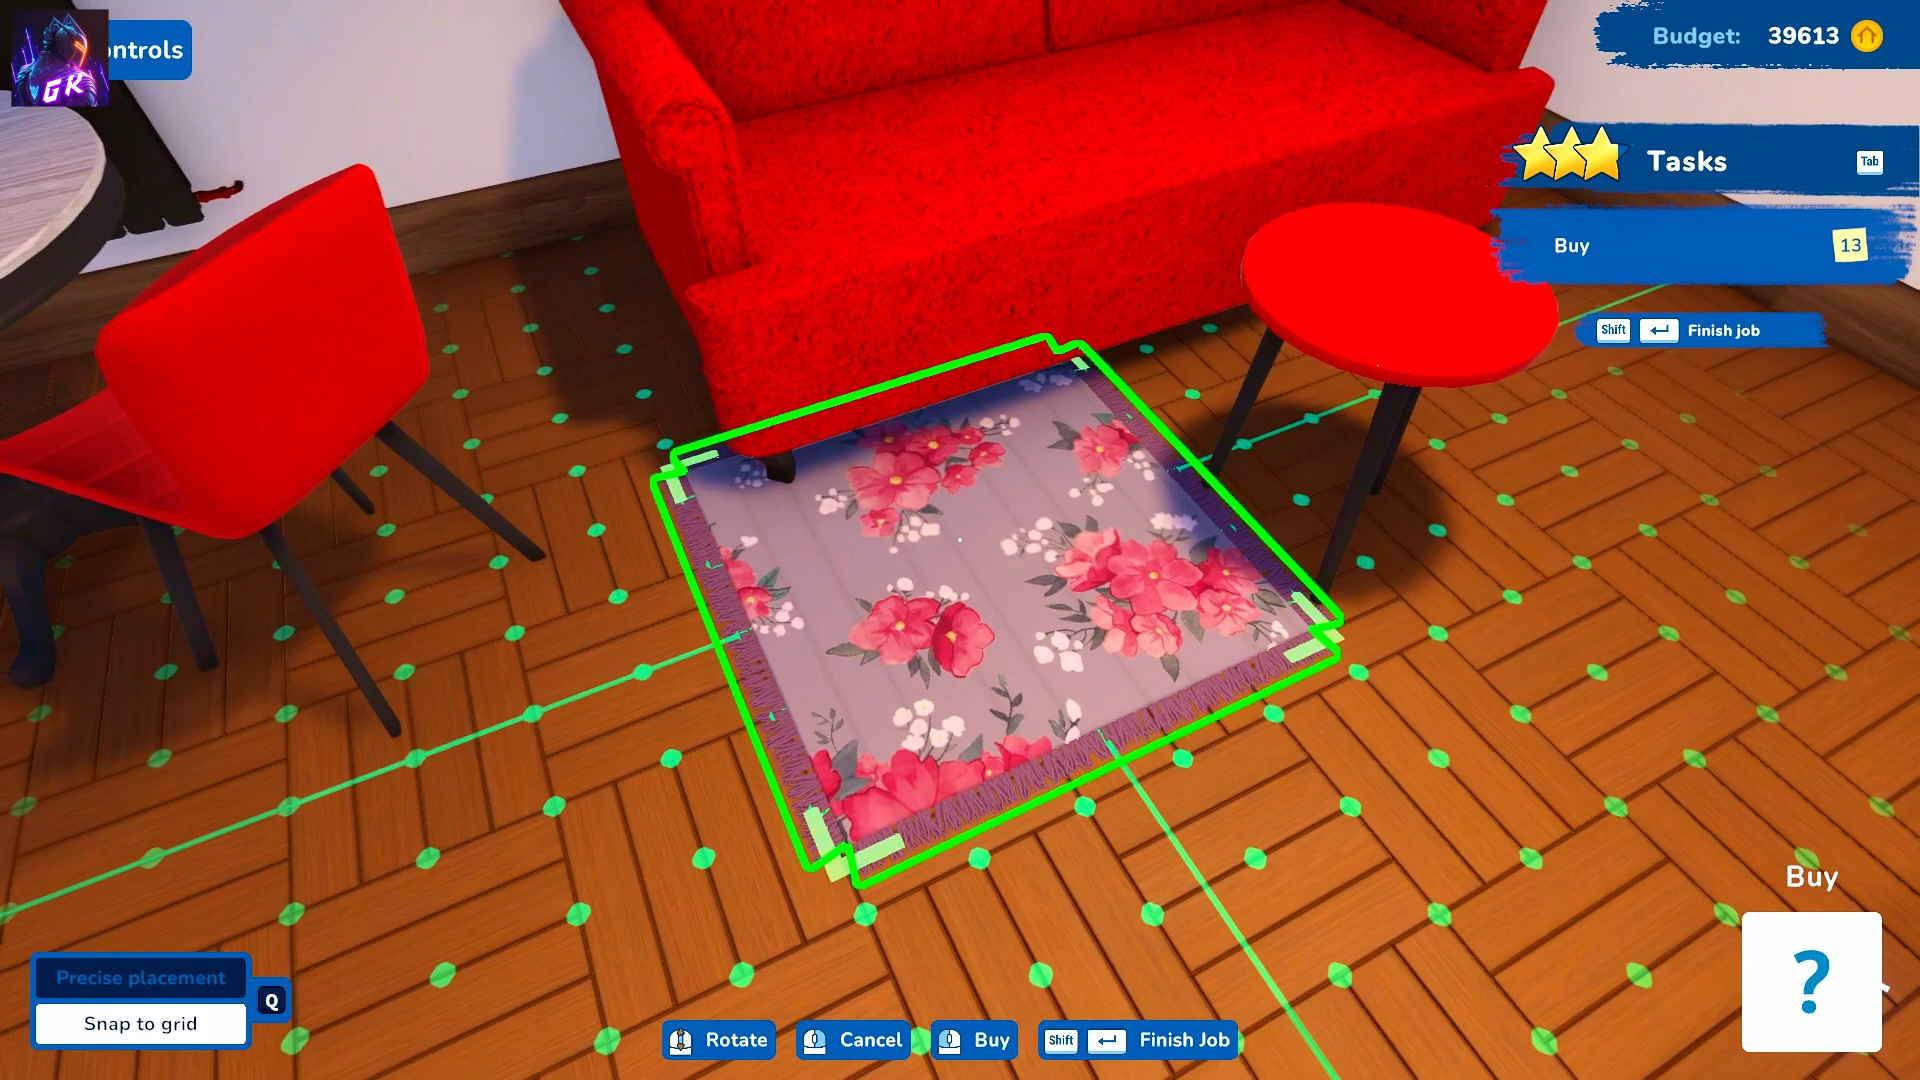 GK
ontrols
Budget: 39613
Tasks Tab
Buy 13
Shift Finish job
Buy
?
Precise placement
Snap to grid
Q
Rotate Cancel Buy Shift Finish Job